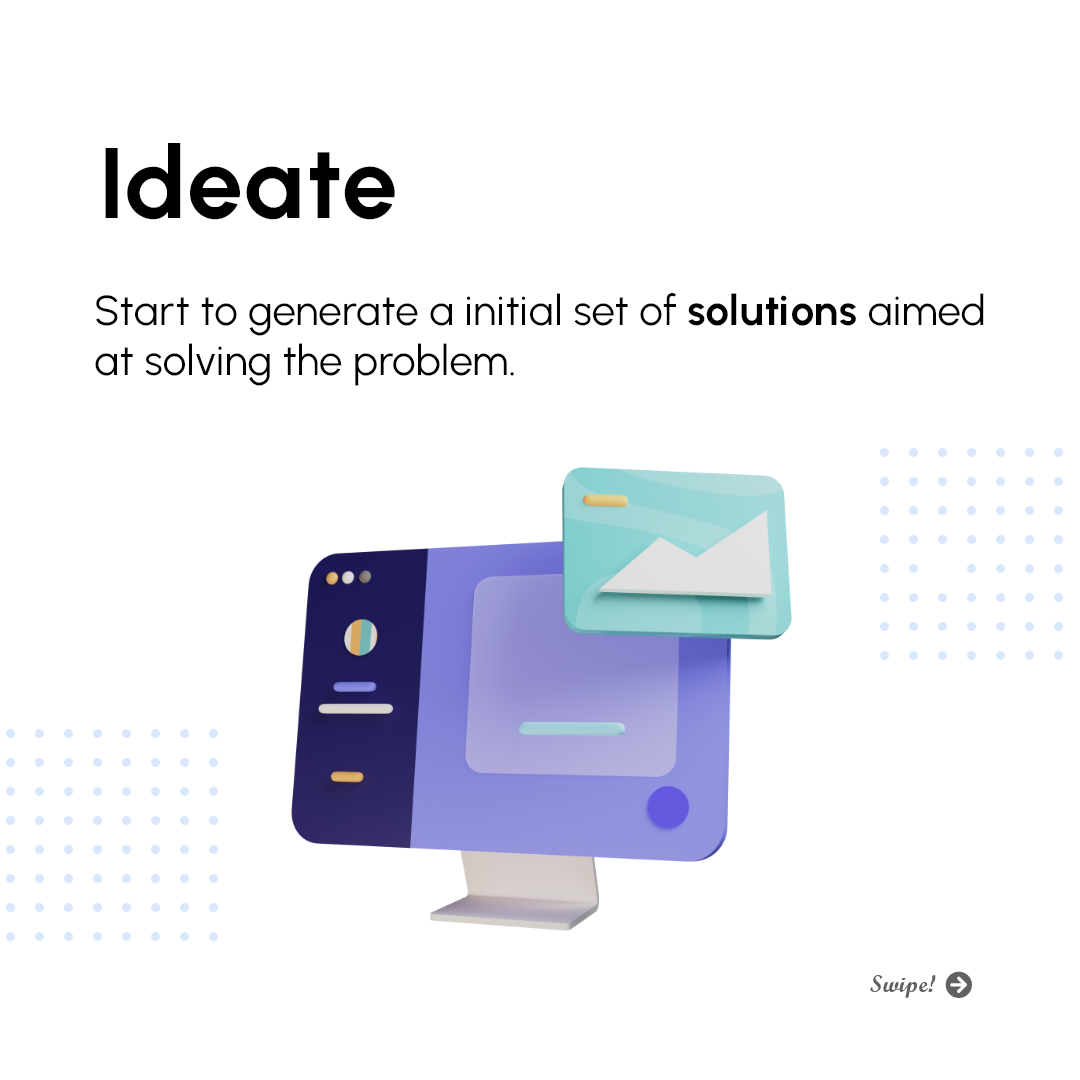 Ideate
Start to generate a initial set of solutions aimed
at solving the problem.
Swipe!